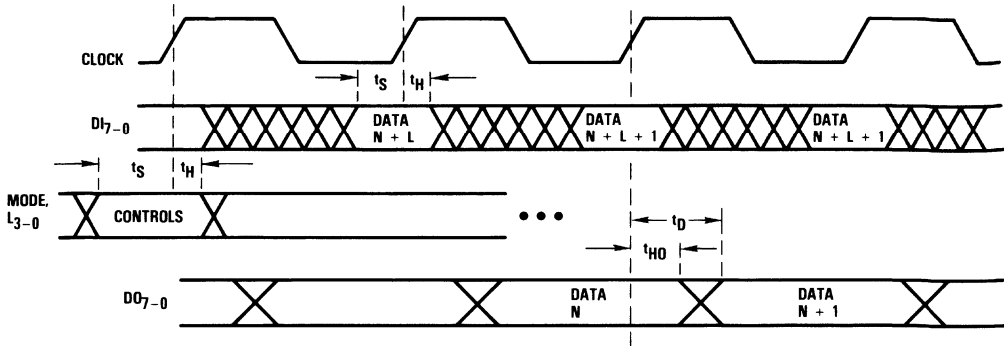 CLOCK
tS tH
DI7-0
DATA
N + L
DATA
N + L + 1
DATA
N + L + 1
tS tH
MODE,
L3-0
CONTROLS
•••
tD
tHO
DO7-0
DATA
N
DATA
N + 1